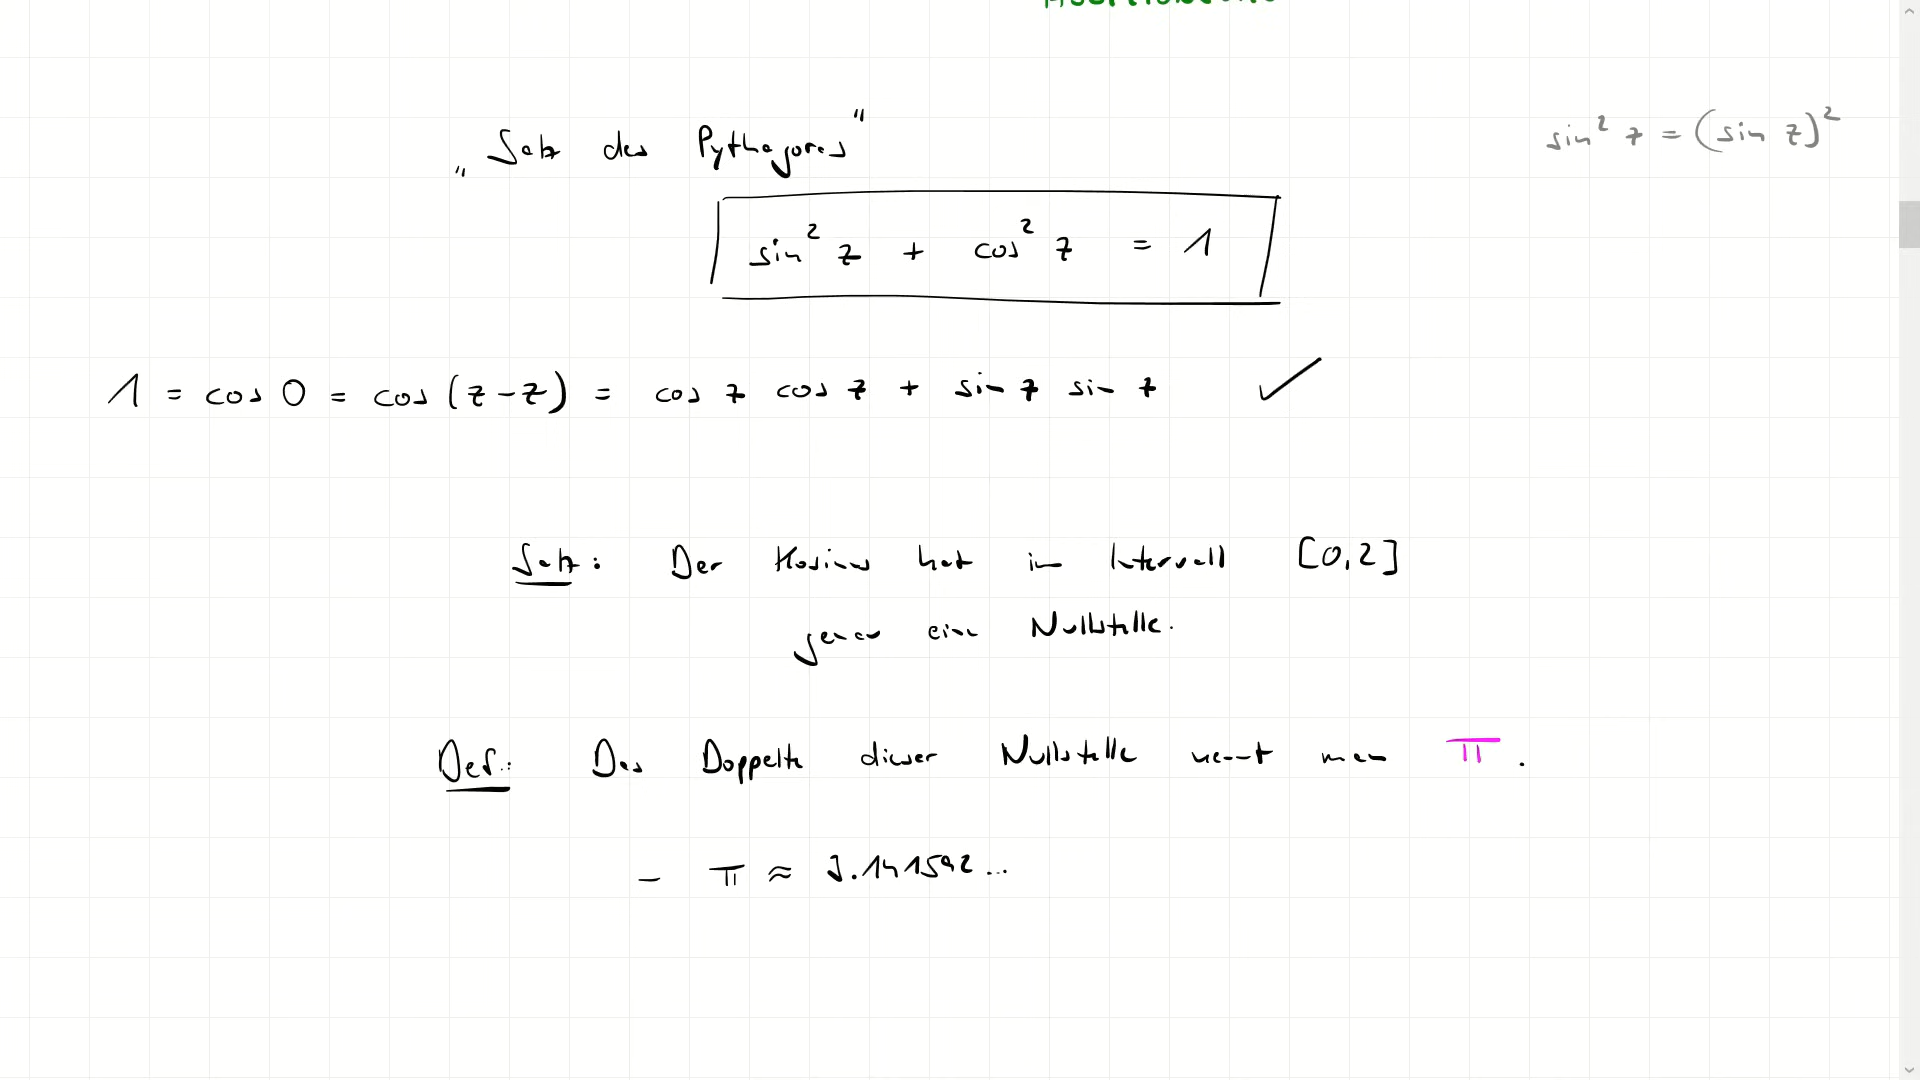 „Satz des Pythagoras"
sin² z = (sin z)²
sin² z + cos² z = 1
1 = cos 0 = cos (z-z) = cos z cos z + sin z sin z ✓
Satz: Der Kosinus hat im Intervall [0,2]
genau eine Nullstelle.
Def.: Das Doppelte dieser Nullstelle nennt man π.
- π ≈ 3.141592...